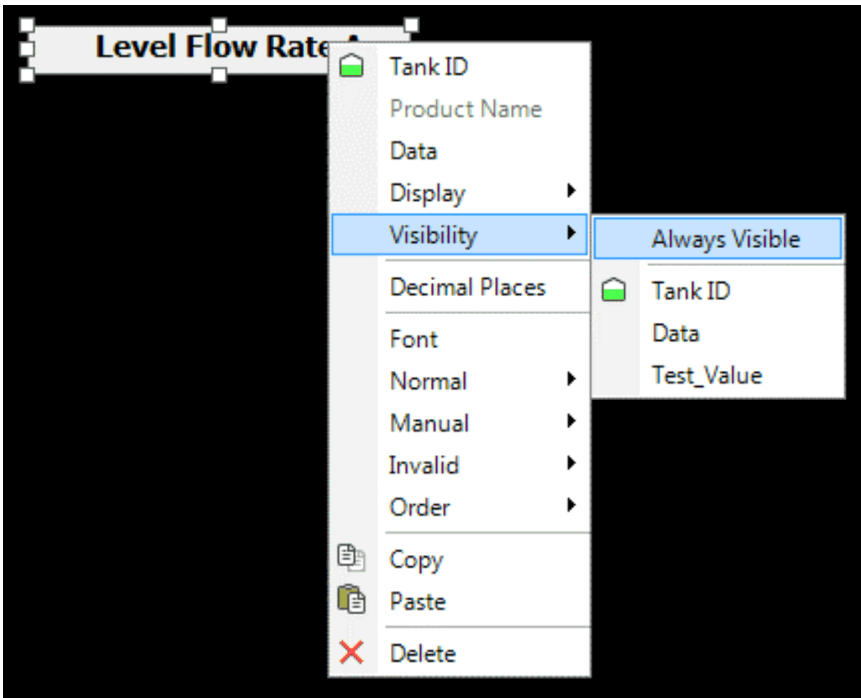 Level Flow Rate A
Tank ID
Product Name
Data
Display
Visibility
Always Visible
Decimal Places
Tank ID
Data
Font
Test_Value
Normal
Manual
Invalid
Order
Copy
Paste
Delete